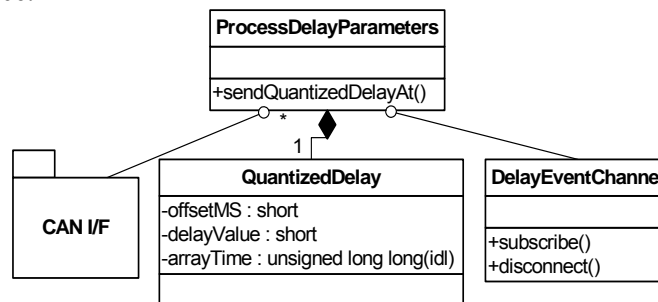 ProcessDelayParameters
+sendQuantizedDelayAt()
*
1
CAN I/F
QuantizedDelay
-offsetMS : short
-delayValue : short
-arrayTime : unsigned long long(idl)
DelayEventChanne
+subscribe()
+disconnect()